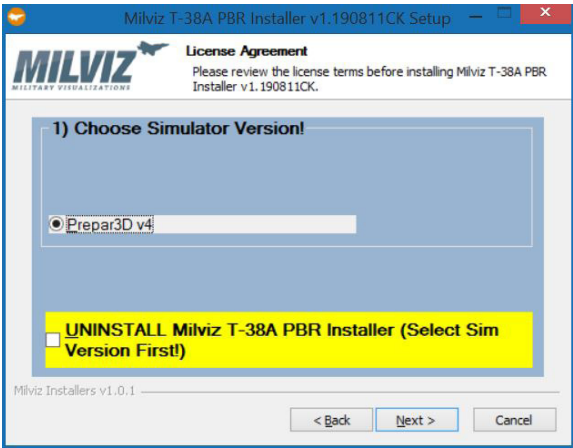 Milviz T-38A PBR Installer v1.190811CK Setup
MILVIZ
MILITARY VISUALIZATIONS
License Agreement
Please review the license terms before installing Milviz T-38A PBR
Installer v1.190811CK.
1) Choose Simulator Version!
Prepar3D v4
UNINSTALL Milviz T-38A PBR Installer (Select Sim
Version First!)
Milviz Installers v1.0.1
< Back
Next >
Cancel